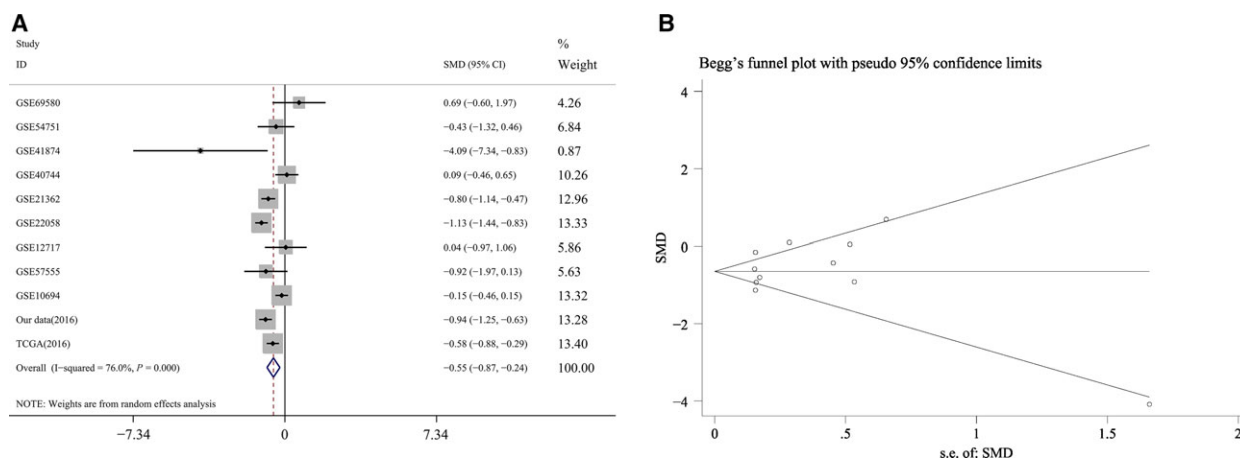 A
Study
%
ID
SMD (95% CI)
Weight
GSE69580
0.69 (−0.60, 1.97)
4.26
GSE54751
−0.43 (−1.32, 0.46)
6.84
GSE41874
−4.09 (−7.34, −0.83)
0.87
GSE40744
0.09 (−0.46, 0.65)
10.26
GSE21362
−0.80 (−1.14, −0.47)
12.96
GSE22058
−1.13 (−1.44, −0.83)
13.33
GSE12717
0.04 (−0.97, 1.06)
5.86
GSE57555
−0.92 (−1.97, 0.13)
5.63
GSE10694
−0.15 (−0.46, 0.15)
13.32
Our data(2016)
−0.94 (−1.25, −0.63)
13.28
TCGA(2016)
−0.58 (−0.88, −0.29)
13.40
Overall (I−squared = 76.0%, P = 0.000)
−0.55 (−0.87, −0.24)
100.00
NOTE: Weights are from random effects analysis
−7.34
0
7.34
B
Begg's funnel plot with pseudo 95% confidence limits
4
2
0
−2
−4
SMD
0
.5
1
1.5
2
s.e. of: SMD